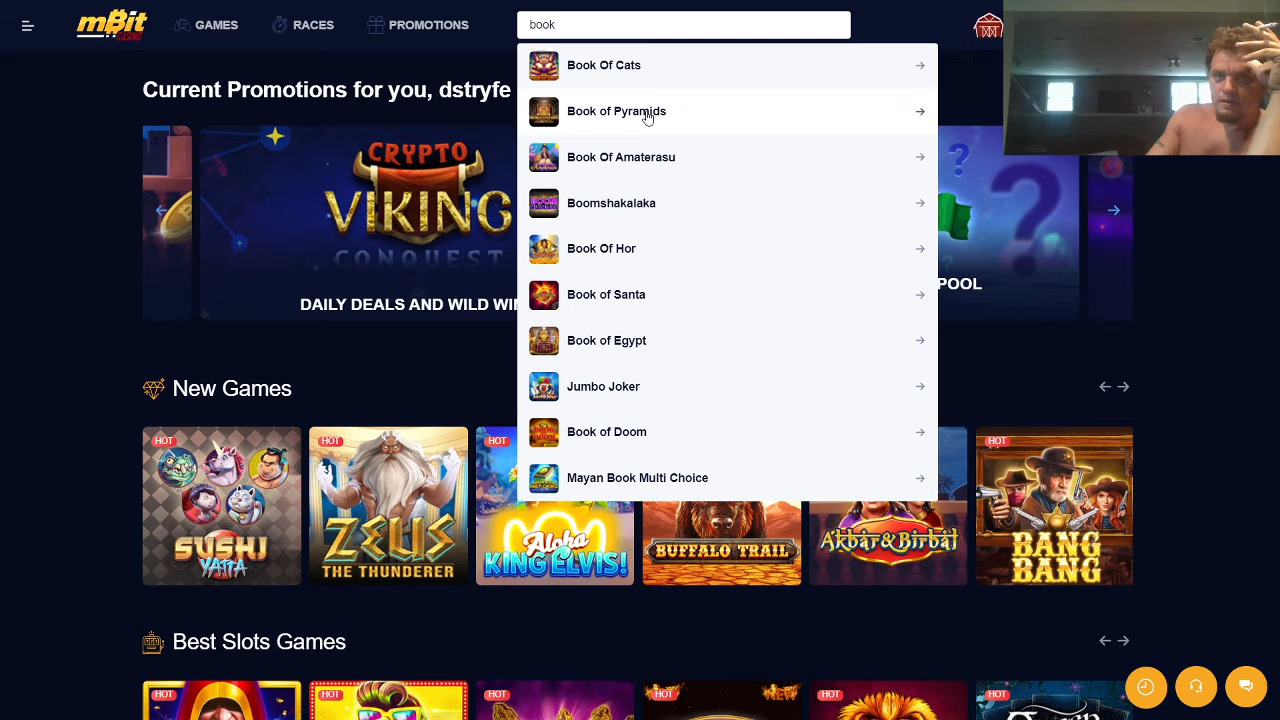 mBit
CASINO
GAMES
RACES
PROMOTIONS
book
Book Of Cats
Book of Pyramids
Book Of Amaterasu
Boomshakalaka
Book Of Hor
Book of Santa
Book of Egypt
Jumbo Joker
Book of Doom
Mayan Book Multi Choice
Current Promotions for you, dstryfe
CRYPTO
VIKING
CONQUEST
DAILY DEALS AND WILD WIN
POOL
New Games
HOT
HOT
HOT
HOT
SUSHI
YATTA
ZEUS
THE THUNDERER
Aloha
KING ELVIS!
BUFFALO TRAIL
Akbar & Birbal
BANG
BANG
Best Slots Games
HOT
HOT
HOT
NEW
HOT
HOT